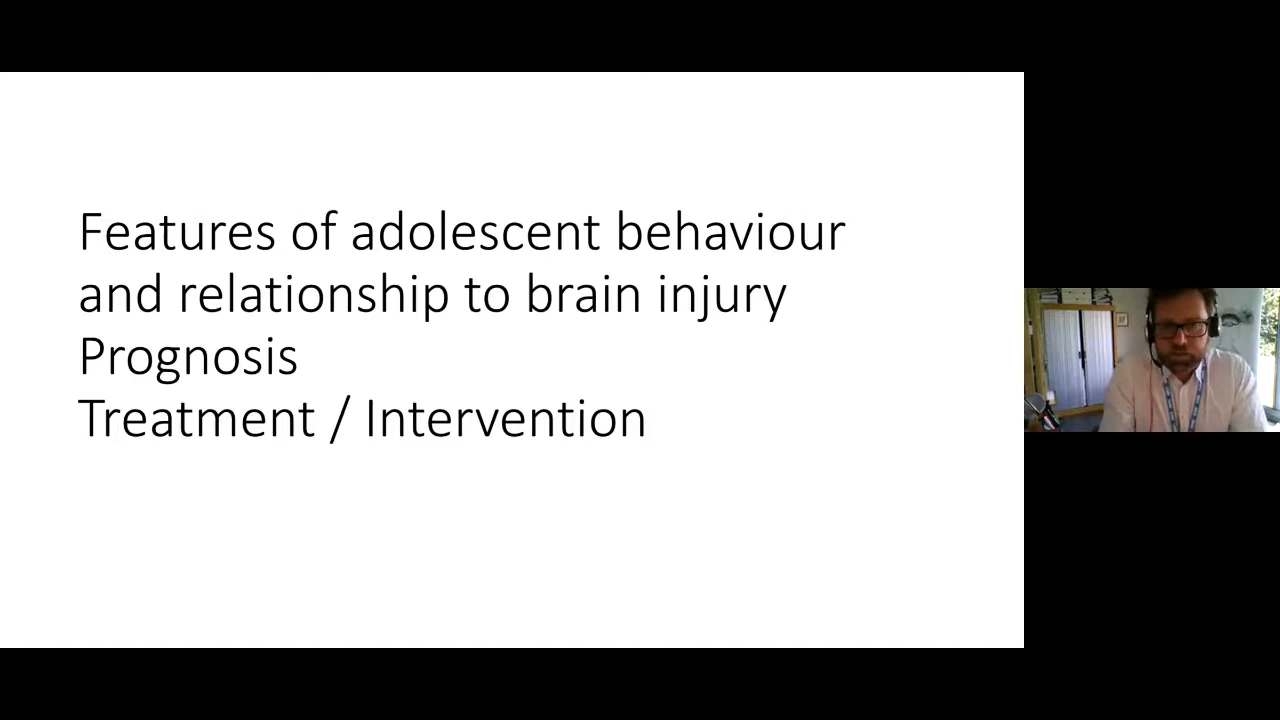 Features of adolescent behaviour
and relationship to brain injury
Prognosis
Treatment / Intervention